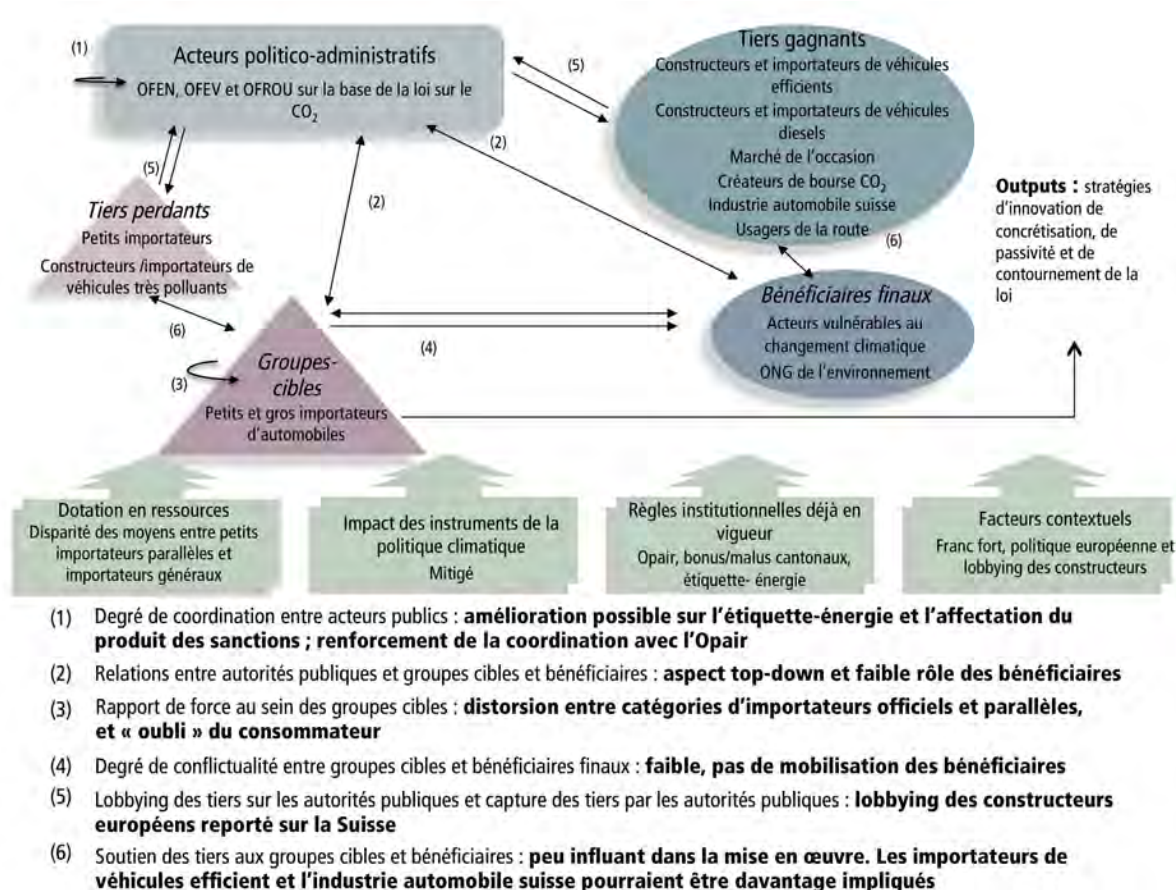 (1)
Acteurs politico-administratifs
OFEN, OFEV et OFROU sur la base de la loi sur le
CO₂
(5)
Tiers gagnants
Constructeurs et importateurs de véhicules
efficients
Constructeurs et importateurs de véhicules
diesels
Marché de l'occasion
Créateurs de bourse CO₂
Industrie automobile suisse
Usagers de la route
(6)
(2)
(2)
(5)
Tiers perdants
Petits importateurs
Constructeurs /importateurs de
véhicules très polluants
(6)
Outputs : stratégies
d'innovation de
concrétisation, de
passivité et de
contournement de la
loi
Bénéficiaires finaux
Acteurs vulnérables au
changement climatique
ONG de l'environnement
(4)
(3)
Groupes-
cibles
Petits et gros importateurs
d'automobiles
Dotation en ressources
Disparité des moyens entre petits
importateurs parallèles et
importateurs généraux
Impact des instruments de la
politique climatique
Mitigé
Règles institutionnelles déjà en
vigueur
Opair, bonus/malus cantonaux,
étiquette- énergie
Facteurs contextuels
Franc fort, politique européenne et
lobbying des constructeurs
(1) Degré de coordination entre acteurs publics : amélioration possible sur l'étiquette-énergie et l'affectation du
produit des sanctions ; renforcement de la coordination avec l'Opair
(2) Relations entre autorités publiques et groupes cibles et bénéficiaires : aspect top-down et faible rôle des bénéficiaires
(3) Rapport de force au sein des groupes cibles : distorsion entre catégories d'importateurs officiels et parallèles,
et « oubli » du consommateur
(4) Degré de conflictualité entre groupes cibles et bénéficiaires finaux : faible, pas de mobilisation des bénéficiaires
(5) Lobbying des tiers sur les autorités publiques et capture des tiers par les autorités publiques : lobbying des constructeurs
européens reporté sur la Suisse
(6) Soutien des tiers aux groupes cibles et bénéficiaires : peu influant dans la mise en œuvre. Les importateurs de
véhicules efficient et l'industrie automobile suisse pourraient être davantage impliqués